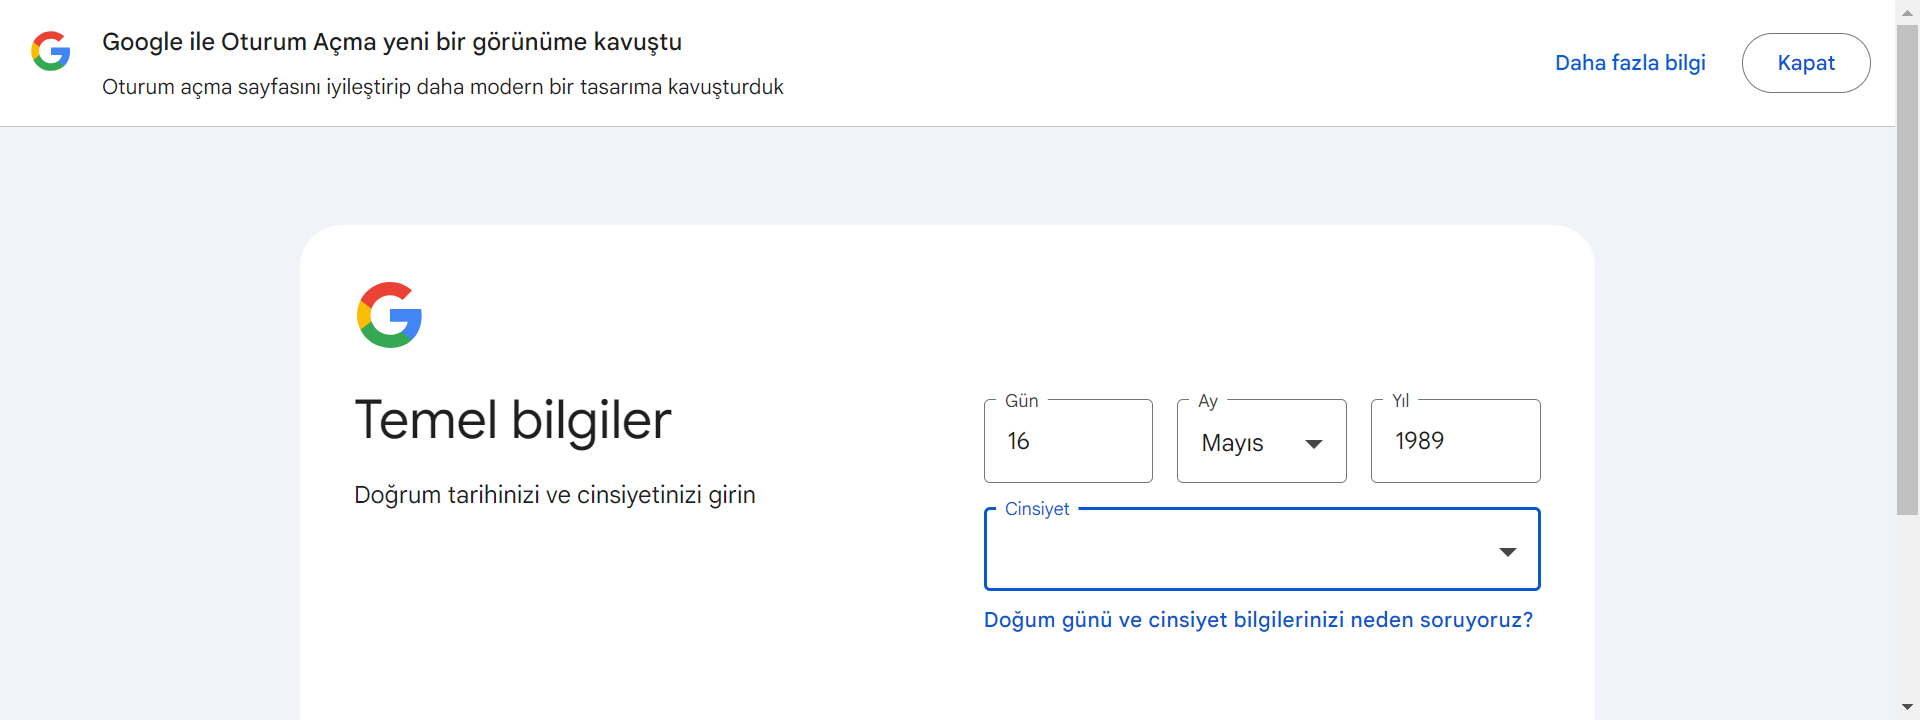 Google ile Oturum Açma yeni bir görünüme kavuştu
Oturum açma sayfasını iyileştirip daha modern bir tasarıma kavuşturduk
Daha fazla bilgi
Kapat
Temel bilgiler
Doğrum tarihinizi ve cinsiyetinizi girin
Gün
16
Ay
Mayıs
Yıl
1989
Cinsiyet
Doğum günü ve cinsiyet bilgilerinizi neden soruyoruz?